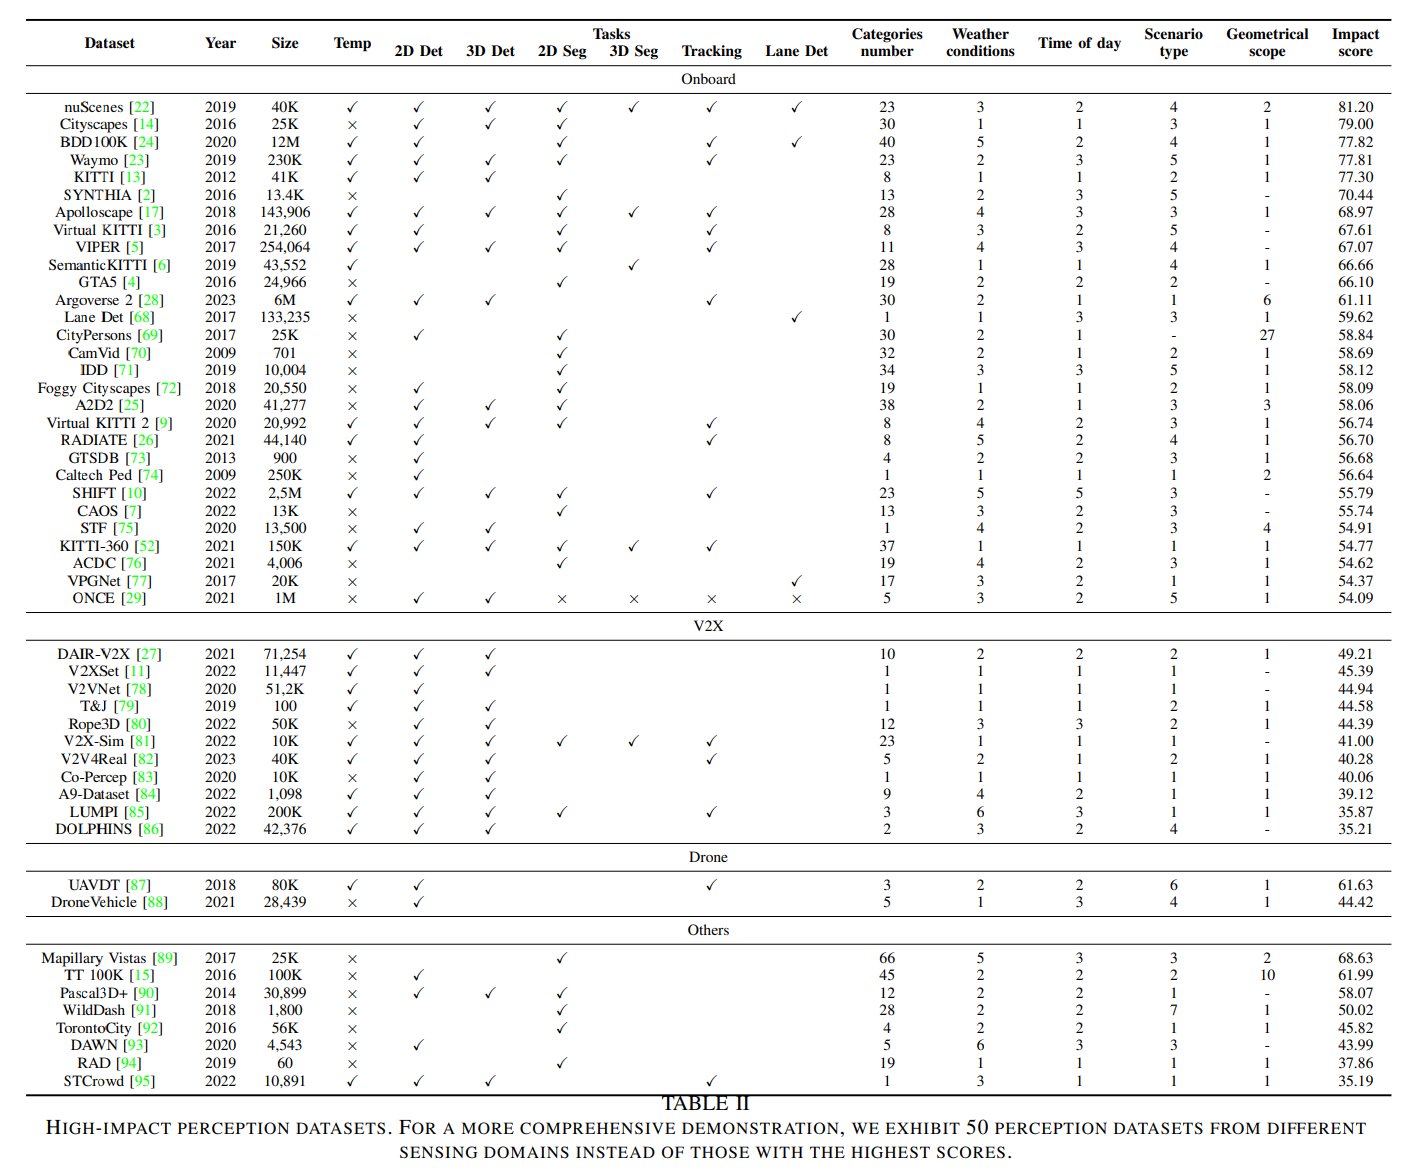 Dataset Year Size Temp Tasks Categories number Weather conditions Time of day Scenario type Geometrical scope Impact score
2D Det 3D Det 2D Seg 3D Seg Tracking Lane Det
Onboard
nuScenes [22] 2019 40K ✓ ✓ ✓ ✓ ✓ ✓ ✓ 23 3 2 4 2 81.20
Cityscapes [14] 2016 25K × ✓ ✓ ✓ 30 1 1 3 1 79.00
BDD100K [24] 2020 12M ✓ ✓ ✓ ✓ ✓ 40 5 2 4 1 77.82
Waymo [23] 2019 230K ✓ ✓ ✓ ✓ ✓ 23 2 3 5 1 77.81
KITTI [13] 2012 41K ✓ ✓ ✓ 8 1 1 2 1 77.30
SYNTHIA [2] 2016 13.4K × ✓ 13 2 3 5 - 70.44
Apolloscape [17] 2018 143,906 ✓ ✓ ✓ ✓ ✓ ✓ 28 4 3 3 1 68.97
Virtual KITTI [3] 2016 21,260 ✓ ✓ ✓ ✓ 8 3 2 5 - 67.61
VIPER [5] 2017 254,064 ✓ ✓ ✓ ✓ ✓ 11 4 3 4 - 67.07
SemanticKITTI [6] 2019 43,552 ✓ ✓ 28 1 1 4 1 66.66
GTA5 [4] 2016 24,966 × ✓ 19 2 2 2 - 66.10
Argoverse 2 [28] 2023 6M ✓ ✓ ✓ ✓ 30 2 1 1 6 61.11
Lane Det [68] 2017 133,235 × ✓ 1 1 3 3 1 59.62
CityPersons [69] 2017 25K × ✓ ✓ 30 2 1 - 27 58.84
CamVid [70] 2009 701 × ✓ 32 2 1 2 1 58.69
IDD [71] 2019 10,004 × ✓ 34 3 3 5 1 58.12
Foggy Cityscapes [72] 2018 20,550 × ✓ ✓ 19 1 1 2 1 58.09
A2D2 [25] 2020 41,277 × ✓ ✓ ✓ 38 2 1 3 3 58.06
Virtual KITTI 2 [9] 2020 20,992 ✓ ✓ ✓ ✓ ✓ 8 4 2 3 1 56.74
RADIATE [26] 2021 44,140 ✓ ✓ ✓ 8 5 2 4 1 56.70
GTSDB [73] 2013 900 × ✓ 4 2 2 3 1 56.68
Caltech Ped [74] 2009 250K × ✓ 1 1 1 1 2 56.64
SHIFT [10] 2022 2,5M ✓ ✓ ✓ ✓ ✓ 23 5 5 3 - 55.79
CAOS [7] 2022 13K × ✓ 13 3 2 3 - 55.74
STF [75] 2020 13,500 × ✓ ✓ 1 4 2 3 4 54.91
KITTI-360 [52] 2021 150K ✓ ✓ ✓ ✓ ✓ ✓ 37 1 1 1 1 54.77
ACDC [76] 2021 4,006 × ✓ 19 4 2 3 1 54.62
VPGNet [77] 2017 20K × ✓ 17 3 2 1 1 54.37
ONCE [29] 2021 1M × ✓ ✓ × × × × 5 3 2 5 1 54.09
V2X
DAIR-V2X [27] 2021 71,254 ✓ ✓ ✓ 10 2 2 2 1 49.21
V2XSet [11] 2022 11,447 ✓ ✓ ✓ 1 1 1 1 - 45.39
V2VNet [78] 2020 51,2K ✓ ✓ 1 1 1 1 - 44.94
T&J [79] 2019 100 ✓ ✓ ✓ 1 1 1 2 1 44.58
Rope3D [80] 2022 50K × ✓ ✓ 12 3 3 2 1 44.39
V2X-Sim [81] 2022 10K ✓ ✓ ✓ ✓ ✓ ✓ 23 1 1 1 - 41.00
V2V4Real [82] 2023 40K ✓ ✓ ✓ ✓ 5 2 1 2 1 40.28
Co-Percep [83] 2020 10K × ✓ ✓ 1 1 1 1 1 40.06
A9-Dataset [84] 2022 1,098 ✓ ✓ ✓ 9 4 2 1 1 39.12
LUMPI [85] 2022 200K ✓ ✓ ✓ ✓ ✓ 3 6 3 1 1 35.87
DOLPHINS [86] 2022 42,376 ✓ ✓ ✓ 2 3 2 4 - 35.21
Drone
UAVDT [87] 2018 80K ✓ ✓ ✓ 3 2 2 6 1 61.63
DroneVehicle [88] 2021 28,439 × ✓ 5 1 3 4 1 44.42
Others
Mapillary Vistas [89] 2017 25K × ✓ 66 5 3 3 2 68.63
TT 100K [15] 2016 100K × ✓ 45 2 2 2 10 61.99
Pascal3D+ [90] 2014 30,899 × ✓ ✓ ✓ 12 2 2 1 - 58.07
WildDash [91] 2018 1,800 × ✓ 28 2 2 7 1 50.02
TorontoCity [92] 2016 56K × ✓ 4 2 2 1 1 45.82
DAWN [93] 2020 4,543 × ✓ 5 6 3 3 - 43.99
RAD [94] 2019 60 × ✓ 19 1 1 1 1 37.86
STCrowd [95] 2022 10,891 ✓ ✓ ✓ ✓ 1 3 1 1 1 35.19
TABLE II
HIGH-IMPACT PERCEPTION DATASETS. FOR A MORE COMPREHENSIVE DEMONSTRATION, WE EXHIBIT 50 PERCEPTION DATASETS FROM DIFFERENT
SENSING DOMAINS INSTEAD OF THOSE WITH THE HIGHEST SCORES.